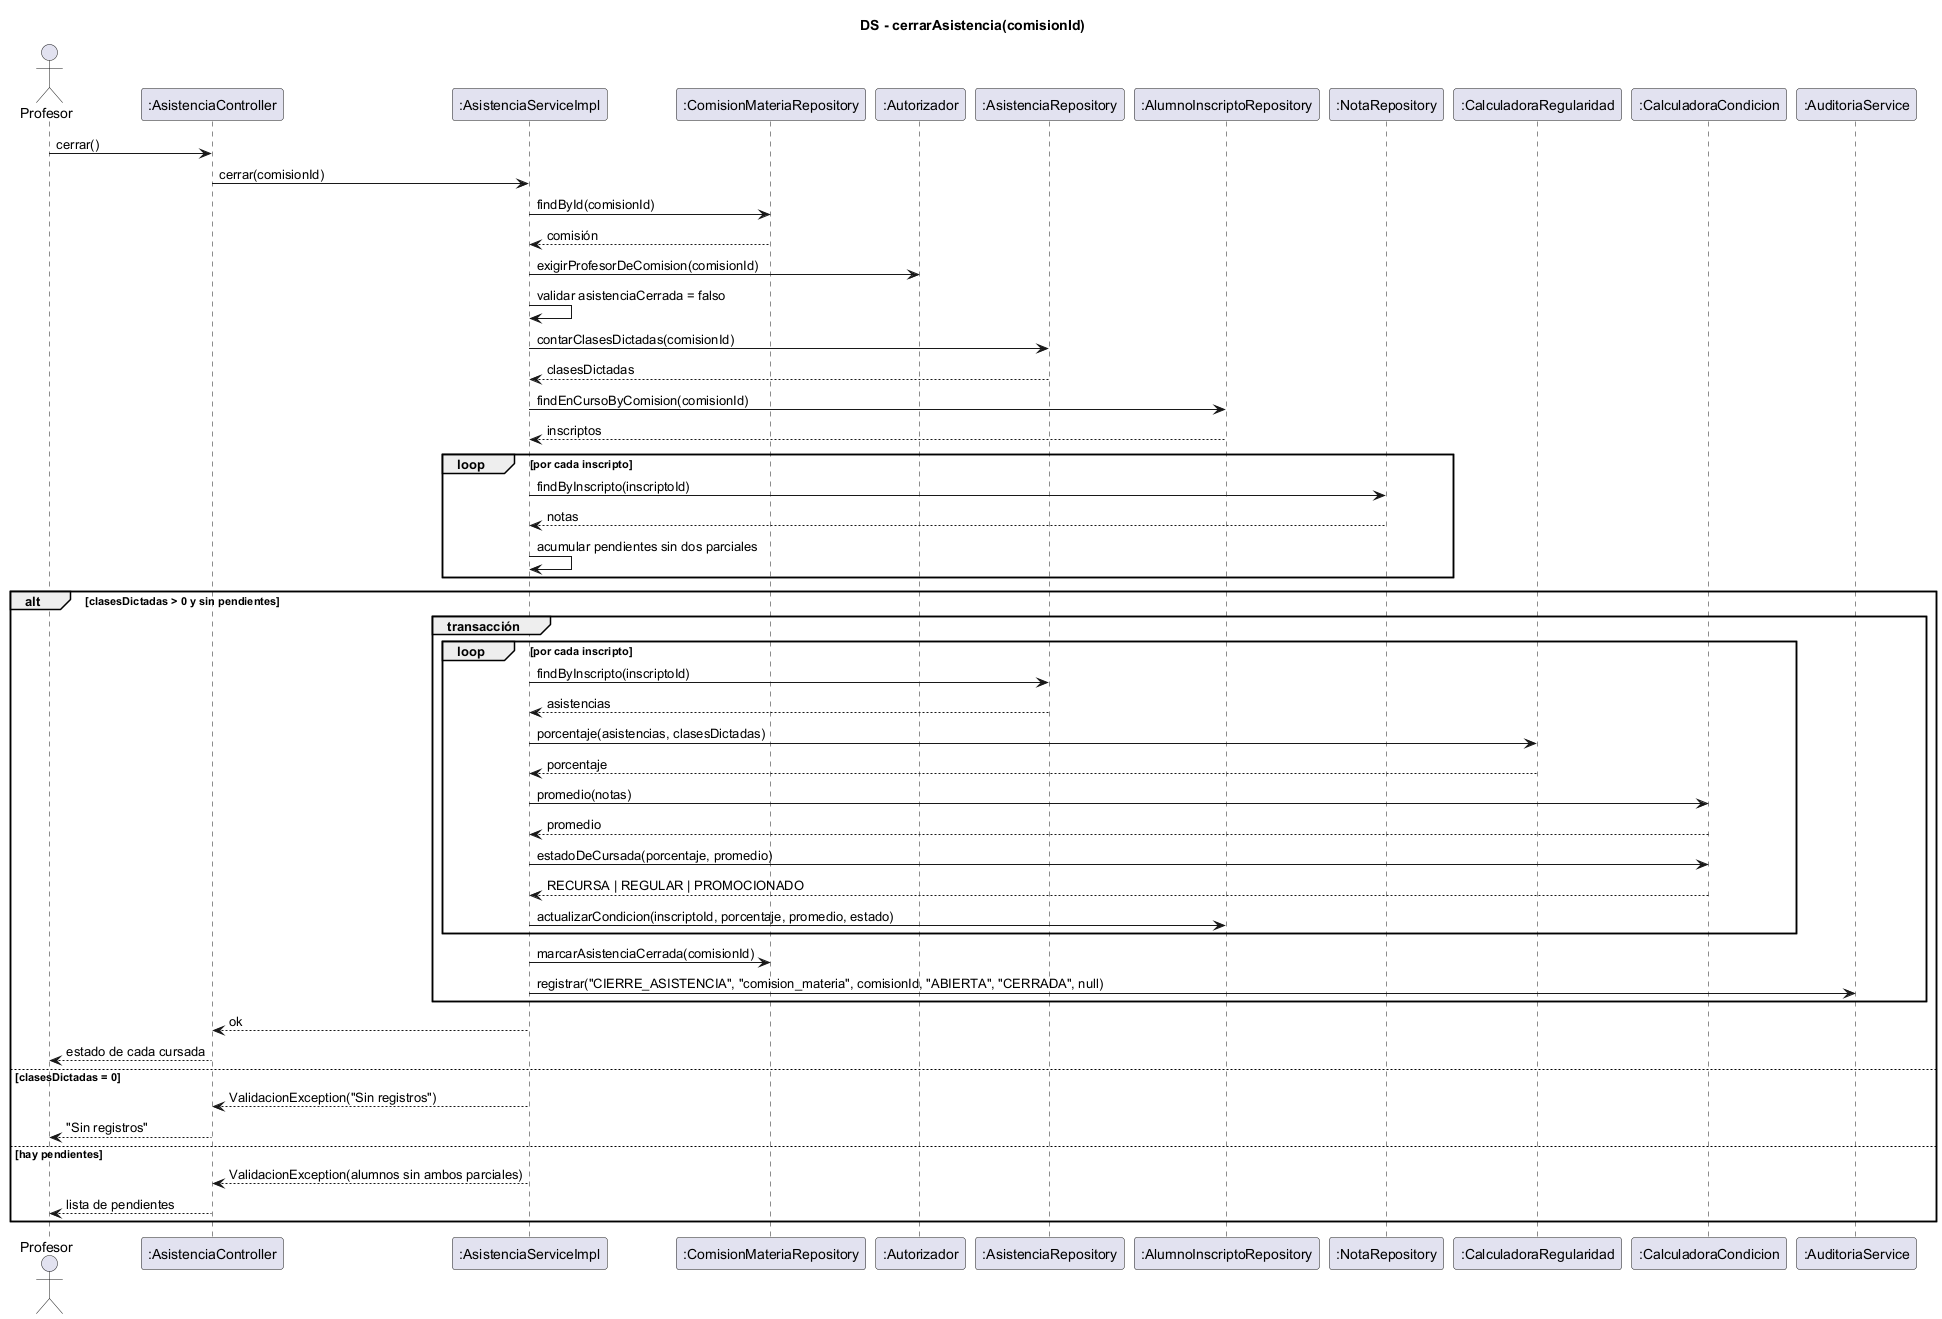 DS - cerrarAsistencia(comisionId)
Profesor
:AsistenciaController
:AsistenciaServiceImpl
:ComisionMateriaRepository
:Autorizador
:AsistenciaRepository
:AlumnoInscriptoRepository
:NotaRepository
:CalculadoraRegularidad
:CalculadoraCondicion
:AuditoriaService
cerrar()
cerrar(comisionId)
findById(comisionId)
comisión
exigirProfesorDeComision(comisionId)
validar asistenciaCerrada = falso
contarClasesDictadas(comisionId)
clasesDictadas
findEnCursoByComision(comisionId)
inscriptos
loop [por cada inscripto]
findByInscripto(inscriptoId)
notas
acumular pendientes sin dos parciales
alt [clasesDictadas > 0 y sin pendientes]
transacción
loop [por cada inscripto]
findByInscripto(inscriptoId)
asistencias
porcentaje(asistencias, clasesDictadas)
porcentaje
promedio(notas)
promedio
estadoDeCursada(porcentaje, promedio)
RECURSA | REGULAR | PROMOCIONADO
actualizarCondicion(inscriptoId, porcentaje, promedio, estado)
marcarAsistenciaCerrada(comisionId)
registrar("CIERRE_ASISTENCIA", "comision_materia", comisionId, "ABIERTA", "CERRADA", null)
ok
estado de cada cursada
[clasesDictadas = 0]
ValidacionException("Sin registros")
"Sin registros"
[hay pendientes]
ValidacionException(alumnos sin ambos parciales)
lista de pendientes
Profesor
:AsistenciaController
:AsistenciaServiceImpl
:ComisionMateriaRepository
:Autorizador
:AsistenciaRepository
:AlumnoInscriptoRepository
:NotaRepository
:CalculadoraRegularidad
:CalculadoraCondicion
:AuditoriaService